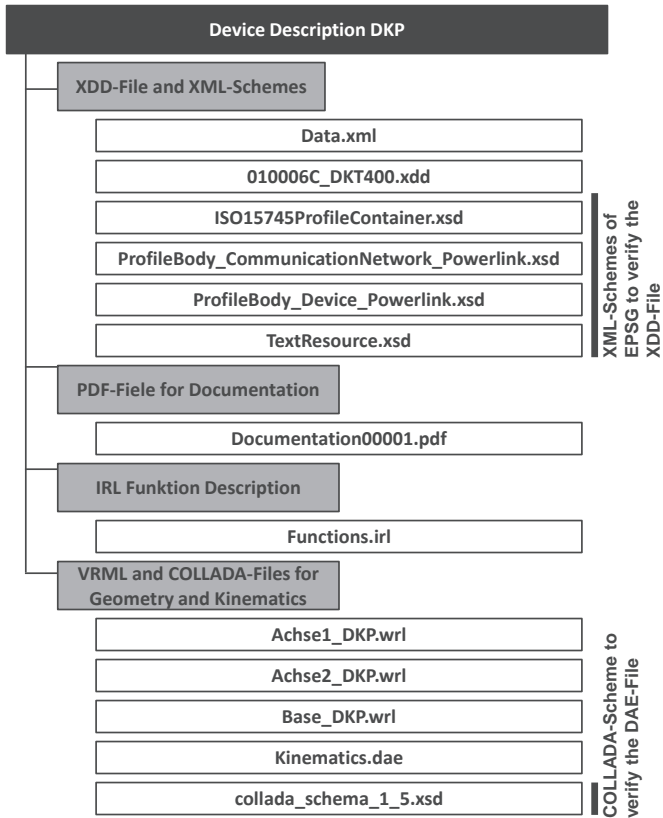 Device Description DKP
XDD-File and XML-Schemes
Data.xml
010006C_DKT400.xdd
ISO15745ProfileContainer.xsd
ProfileBody_CommunicationNetwork_Powerlink.xsd
ProfileBody_Device_Powerlink.xsd
TextResource.xsd
XML-Schemes of
EPSG to verify the
XDD-File
PDF-Fiele for Documentation
Documentation00001.pdf
IRL Funktion Description
Functions.irl
VRML and COLLADA-Files for
Geometry and Kinematics
Achse1_DKP.wrl
Achse2_DKP.wrl
Base_DKP.wrl
Kinematics.dae
collada_schema_1_5.xsd
COLLADA-Scheme to
verify the DAE-File